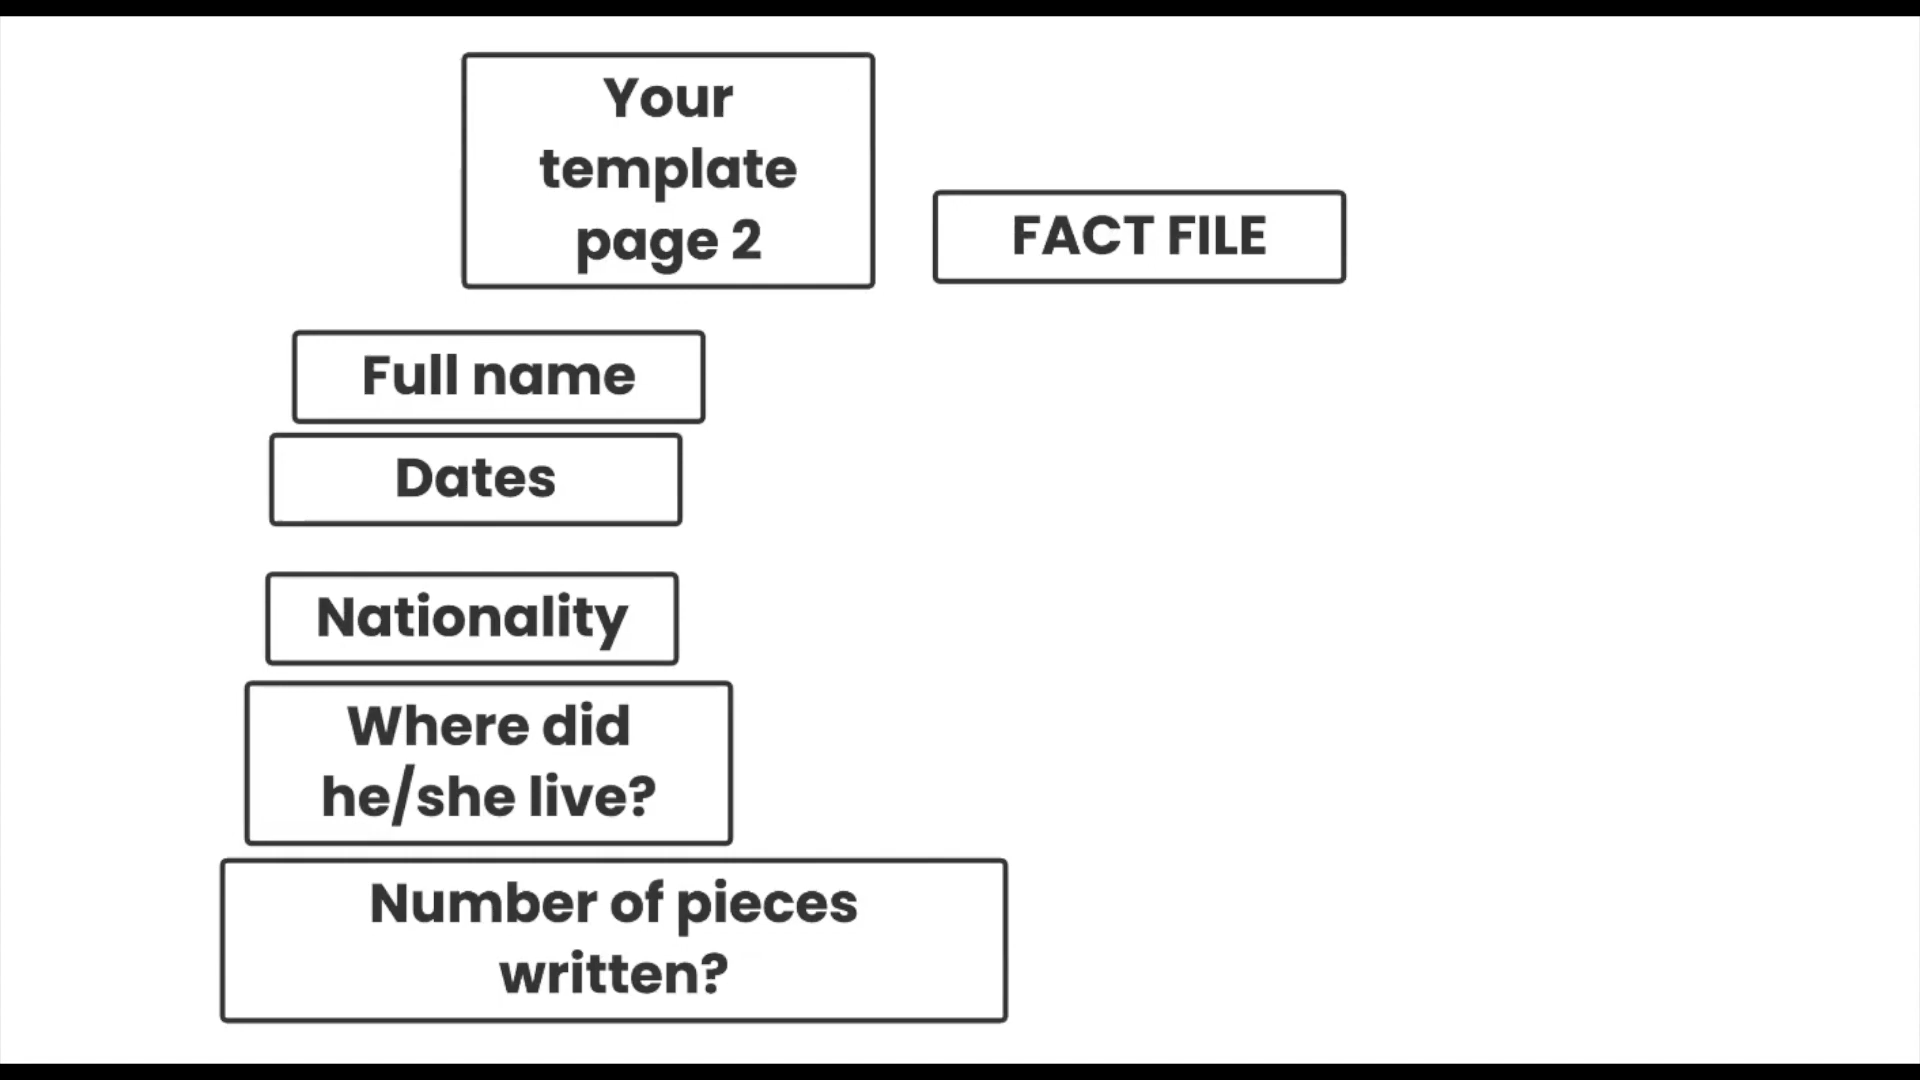 Your
template
page 2
FACT FILE
Full name
Dates
Nationality
Where did
he/she live?
Number of pieces
written?